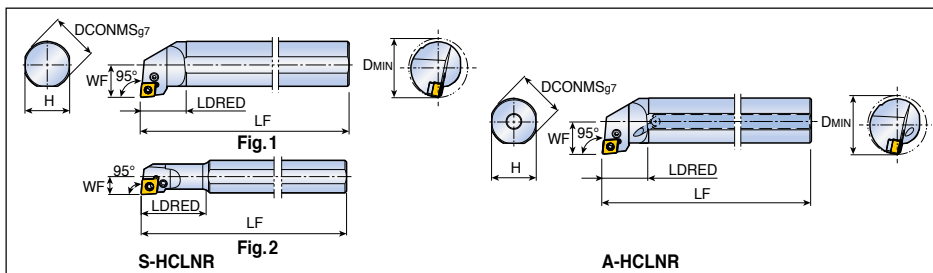 DCONMSg7
WF
95°
H
LDRED
LF
Fig.1
DMIN
WF
95°
LDRED
LF
Fig.2
S-HCLNR
DCONMSg7
WF
95°
H
LDRED
LF
DMIN
A-HCLNR